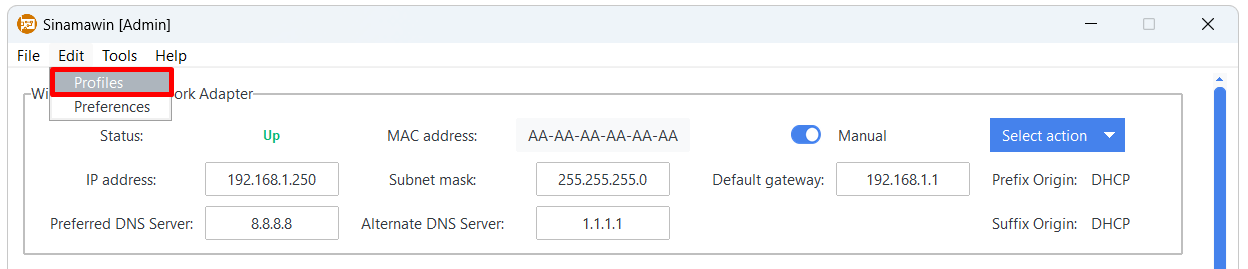 Sinamawin [Admin]
File Edit Tools Help
Profiles
Wi ork Adapter
Preferences
Status: Up MAC address: AA-AA-AA-AA-AA-AA Manual Select action
IP address: 192.168.1.250 Subnet mask: 255.255.255.0 Default gateway: 192.168.1.1 Prefix Origin: DHCP
Preferred DNS Server: 8.8.8.8 Alternate DNS Server: 1.1.1.1 Suffix Origin: DHCP